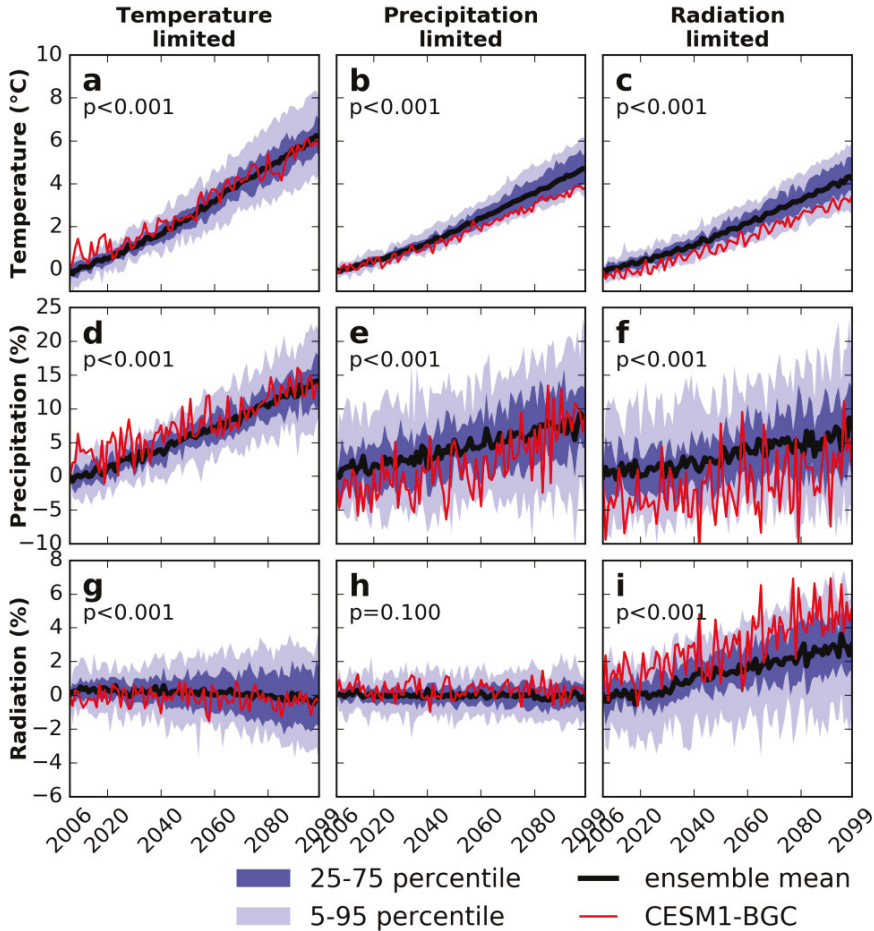 Temperature limited
Precipitation limited
Radiation limited
Temperature (°C)
10
8
6
4
2
0
a
p<0.001
b
p<0.001
c
p<0.001
Precipitation (%)
25
20
15
10
5
0
−5
−10
d
p<0.001
e
p<0.001
f
p<0.001
Radiation (%)
8
6
4
2
0
−2
−4
−6
g
p<0.001
h
p=0.100
i
p<0.001
2006
2020
2040
2060
2080
2099
2006
2020
2040
2060
2080
2099
2006
2020
2040
2060
2080
2099
25-75 percentile
ensemble mean
5-95 percentile
CESM1-BGC